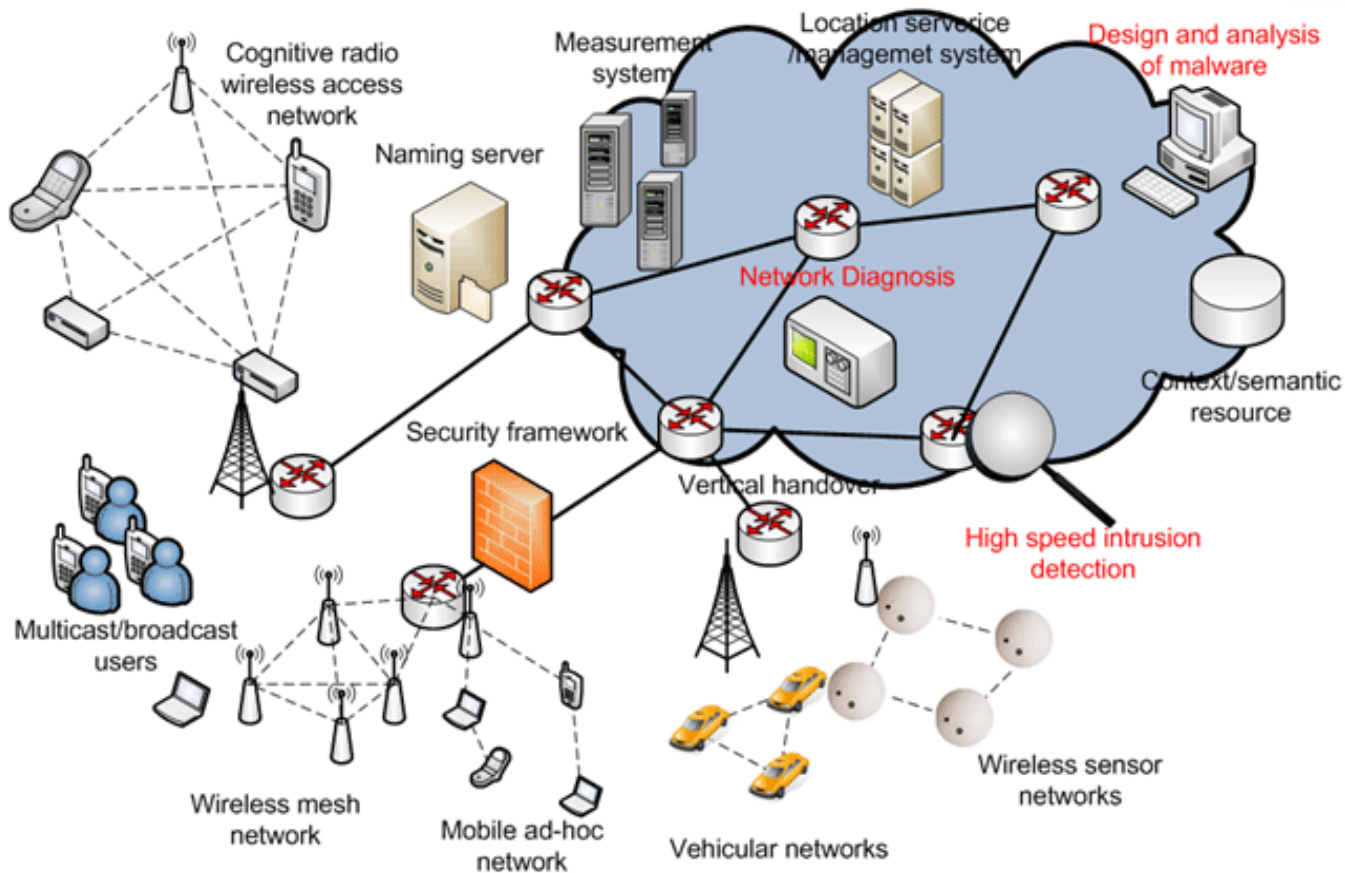 Cognitive radio
wireless access
network
Measurement
system
Location serverice
/managemet system
Design and analysis
of malware
Naming server
Network Diagnosis
Context/semantic
resource
Security framework
Vertical handover
High speed intrusion
detection
Multicast/broadcast
users
Wireless mesh
network
Mobile ad-hoc
network
Vehicular networks
Wireless sensor
networks